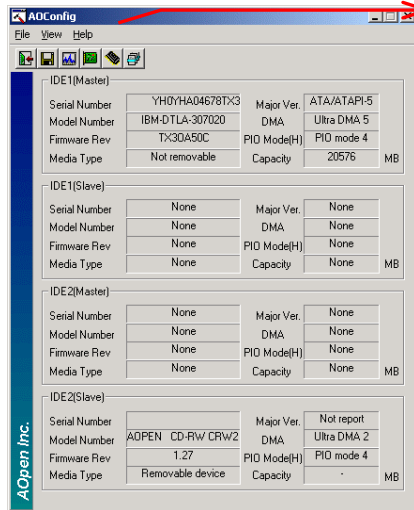 AOConfig
File View Help
IDE1(Master)
Serial Number YH0YHA04678TX3 Major Ver. ATA/ATAPI-5
Model Number IBM-DTLA-307020 DMA Ultra DMA 5
Firmware Rev TX3OA50C PIO Mode(H) PIO mode 4
Media Type Not removable Capacity 20576 MB
IDE1(Slave)
Serial Number None Major Ver. None
Model Number None DMA None
Firmware Rev None PIO Mode(H) None
Media Type None Capacity None MB
IDE2(Master)
Serial Number None Major Ver. None
Model Number None DMA None
Firmware Rev None PIO Mode(H) None
Media Type None Capacity None MB
IDE2(Slave)
Serial Number Major Ver. Not report
Model Number AOPEN CD-RW CRW2 DMA Ultra DMA 2
Firmware Rev 1.27 PIO Mode(H) PIO mode 4
Media Type Removable device Capacity - MB
AOpen Inc.